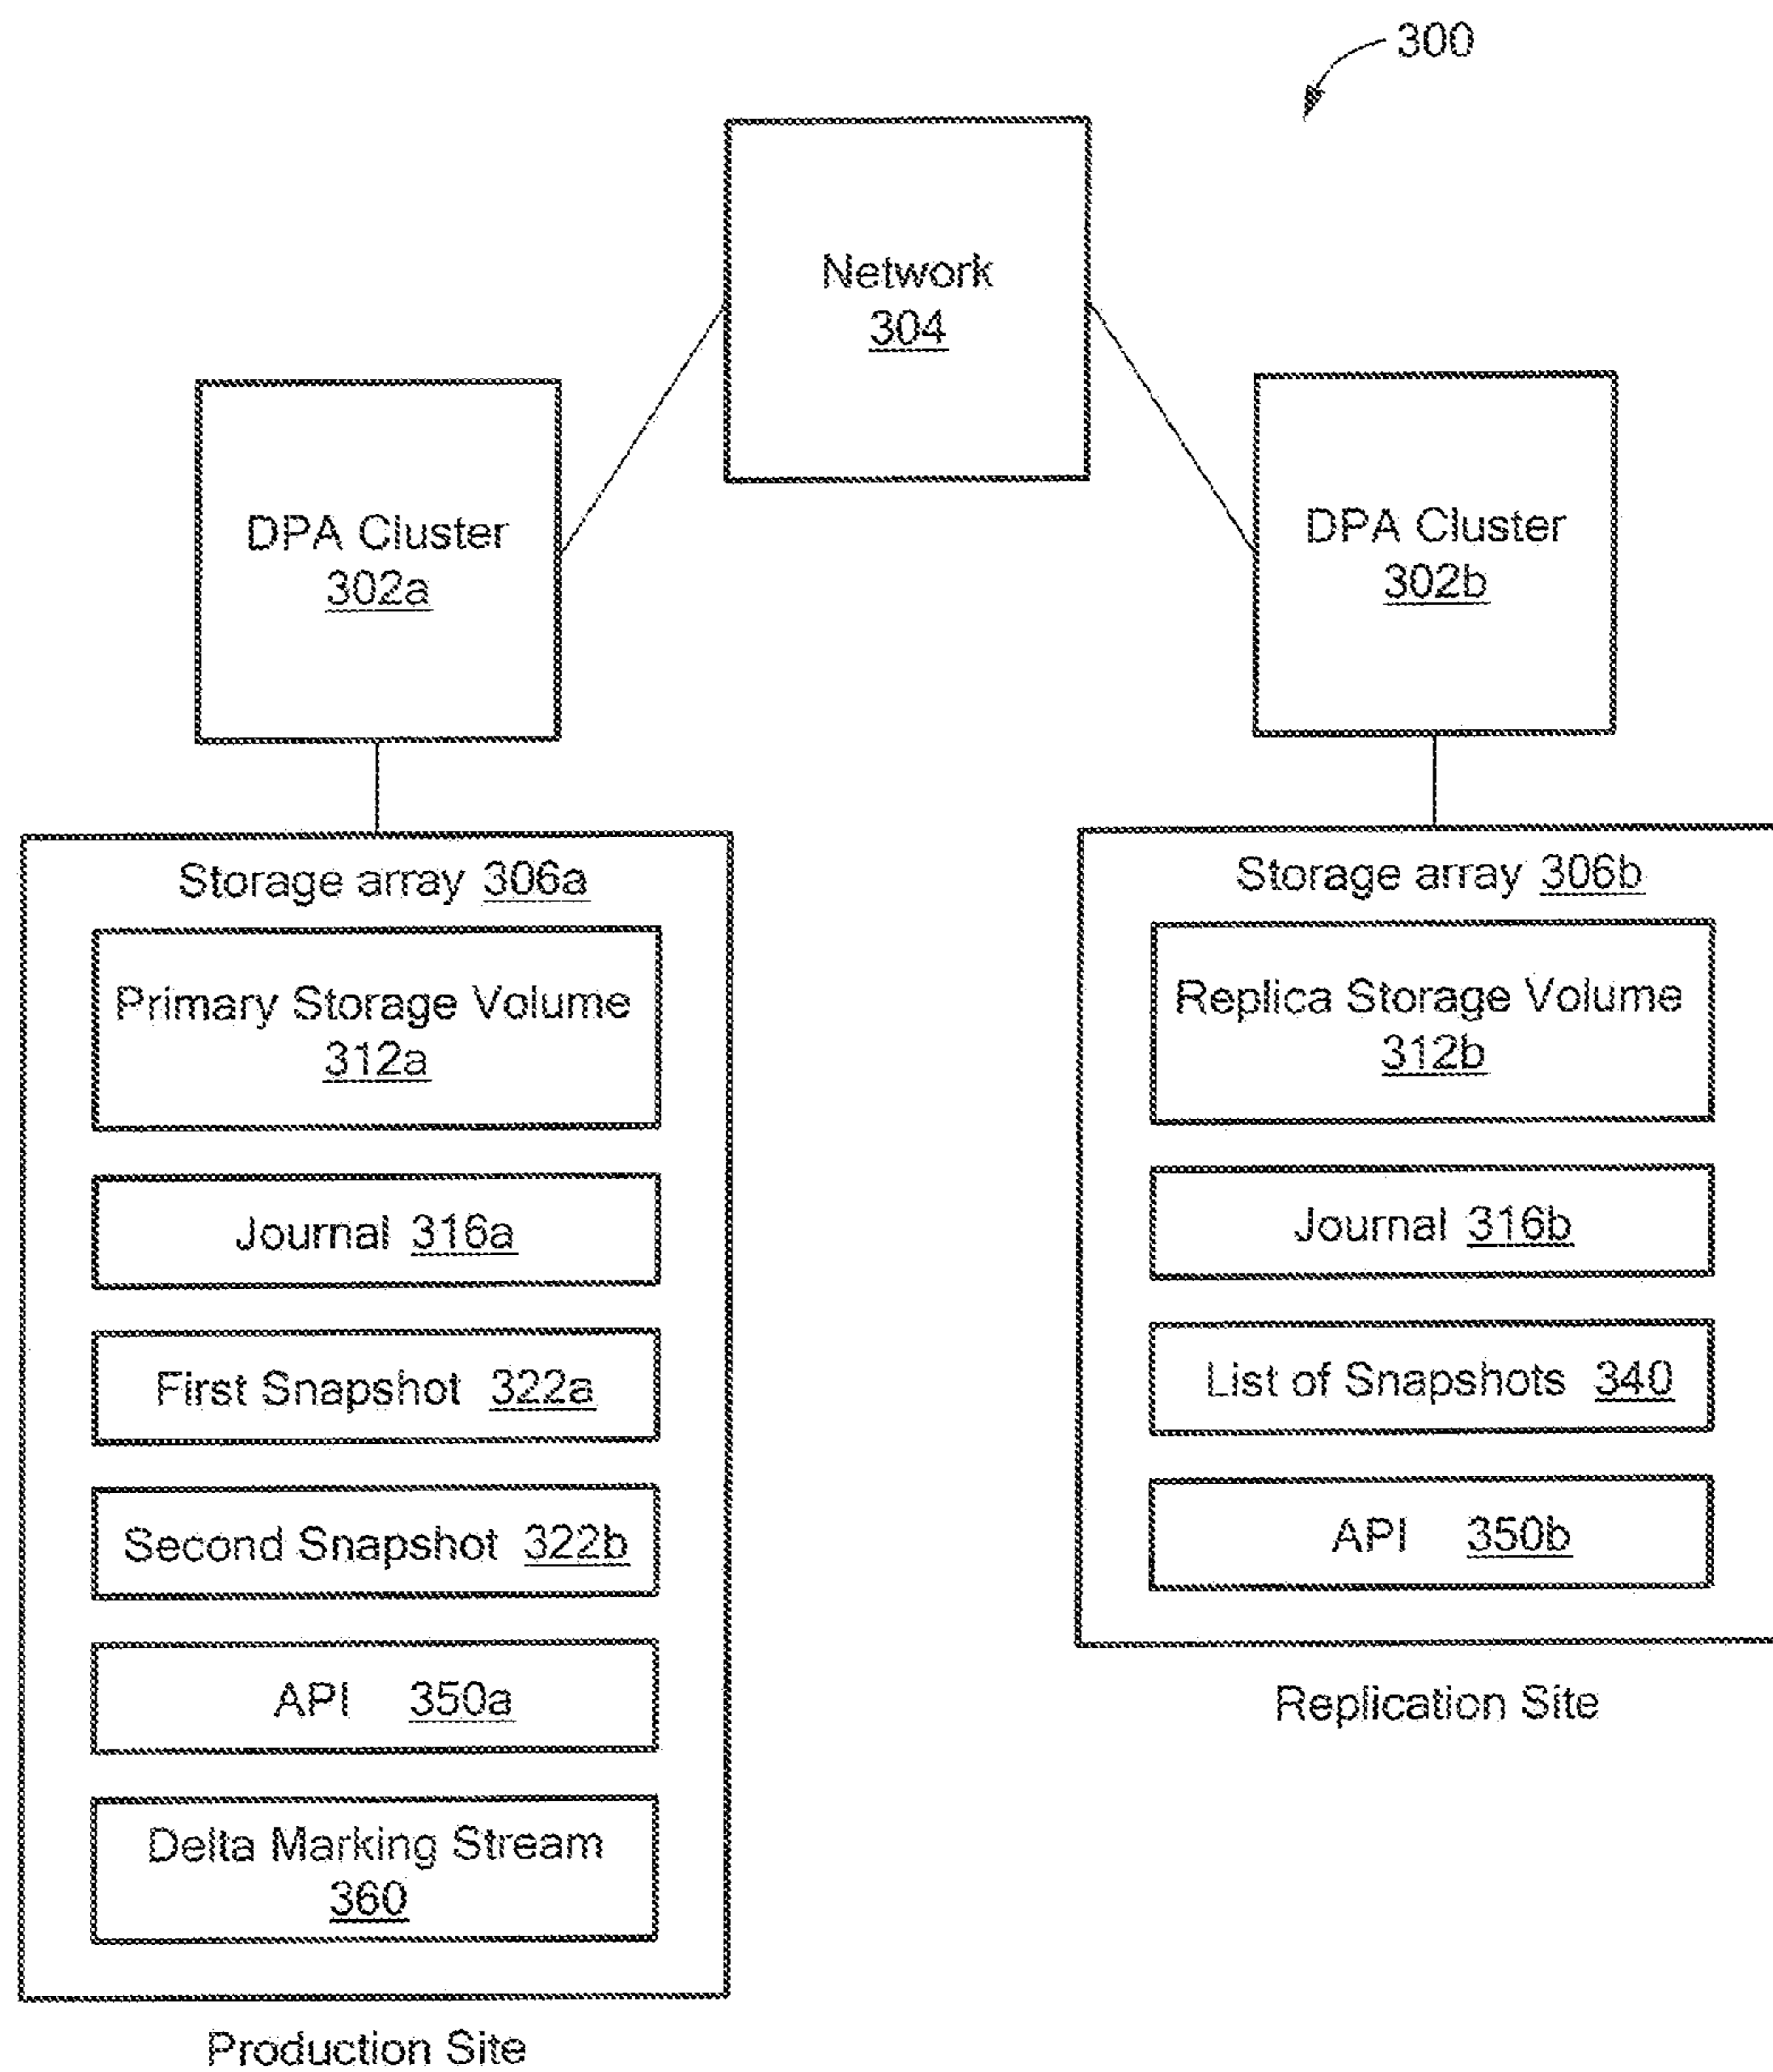 300
Network
304
DPA Cluster
302a
DPA Cluster
302b
Storage array 306a
Primary Storage Volume
312a
Journal 316a
First Snapshot 322a
Second Snapshot 322b
API 350a
Delta Marking Stream
360
Production Site
Storage array 306b
Replica Storage Volume
312b
Journal 316b
List of Snapshots 340
API 350b
Replication Site